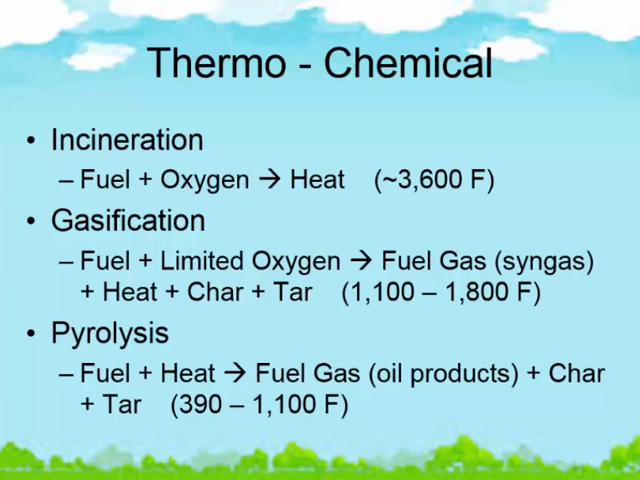 Thermo - Chemical
• Incineration
– Fuel + Oxygen → Heat (~3,600 F)
• Gasification
– Fuel + Limited Oxygen → Fuel Gas (syngas)
+ Heat + Char + Tar (1,100 – 1,800 F)
• Pyrolysis
– Fuel + Heat → Fuel Gas (oil products) + Char
+ Tar (390 – 1,100 F)